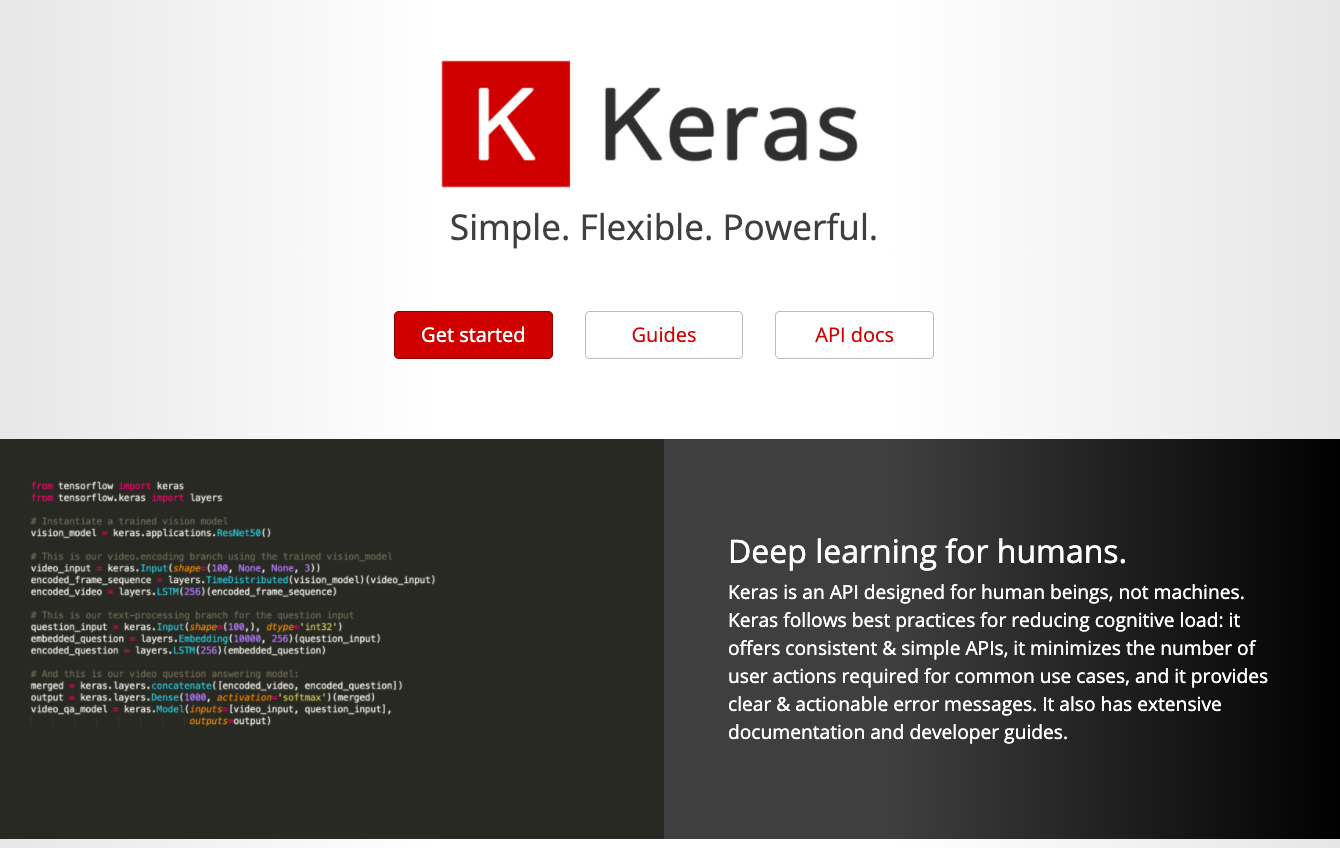 K Keras
Simple. Flexible. Powerful.
Get started
Guides
API docs
from tensorflow import keras
from tensorflow.keras import layers
# Instantiate a trained vision model
vision_model = keras.applications.ResNet50()
# This is our video.encoding branch using the trained vision_model
video_input = keras.Input(shape=(100, None, None, 3))
encoded_frame_sequence = layers.TimeDistributed(vision_model)(video_input)
encoded_video = layers.LSTM(256)(encoded_frame_sequence)
# This is our text-processing branch for the question input
question_input = keras.Input(shape=(100,), dtype='int32')
embedded_question = layers.Embedding(10000, 256)(question_input)
encoded_question = layers.LSTM(256)(embedded_question)
# And this is our video question answering model:
merged = keras.layers.concatenate([encoded_video, encoded_question])
output = keras.layers.Dense(1000, activation='softmax')(merged)
video_qa_model = keras.Model(inputs=[video_input, question_input],
outputs=output)
Deep learning for humans.
Keras is an API designed for human beings, not machines.
Keras follows best practices for reducing cognitive load: it
offers consistent & simple APIs, it minimizes the number of
user actions required for common use cases, and it provides
clear & actionable error messages. It also has extensive
documentation and developer guides.